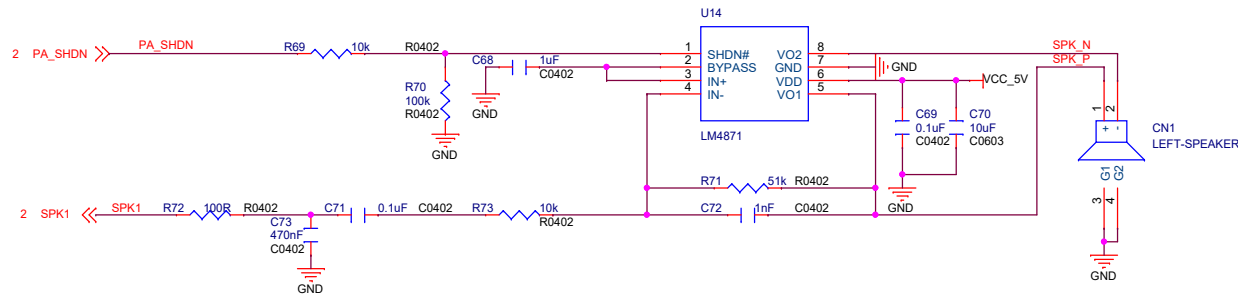 U14
2 PA_SHDN PA_SHDN R69 10k R0402
1 SHDN# VO2 8 SPK_N
C68 1uF C0402
2 BYPASS GND 7 GND SPK_P
3 IN+ VDD 6 VCC_5V
4 IN- VO1 5
GND
R70 100k R0402
GND
LM4871
C69 0.1uF C0402
C70 10uF C0603
GND
1 2
+ -
CN1
LEFT-SPEAKER
G1 G2
3 4
GND
R71 51k R0402
2 SPK1 SPK1 R72 100R R0402
C71 0.1uF C0402
R73 10k R0402
C72 1nF C0402
C73
470nF
C0402
GND